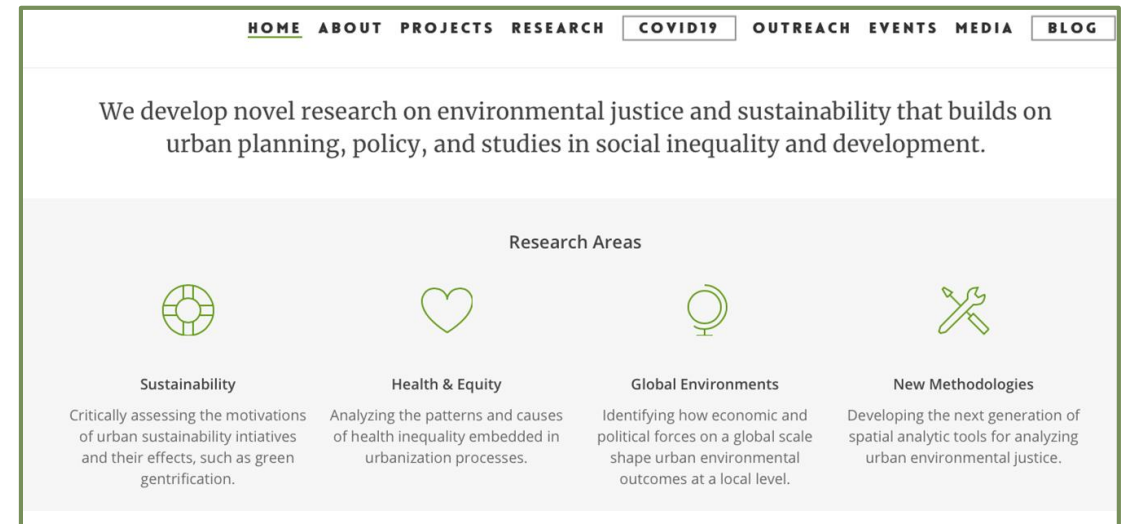 HOME ABOUT PROJECTS RESEARCH COVID19 OUTREACH EVENTS MEDIA BLOG
We develop novel research on environmental justice and sustainability that builds on
urban planning, policy, and studies in social inequality and development.
Research Areas
Sustainability
Critically assessing the motivations
of urban sustainability intiatives
and their effects, such as green
gentrification.
Health & Equity
Analyzing the patterns and causes
of health inequality embedded in
urbanization processes.
Global Environments
Identifying how economic and
political forces on a global scale
shape urban environmental
outcomes at a local level.
New Methodologies
Developing the next generation of
spatial analytic tools for analyzing
urban environmental justice.